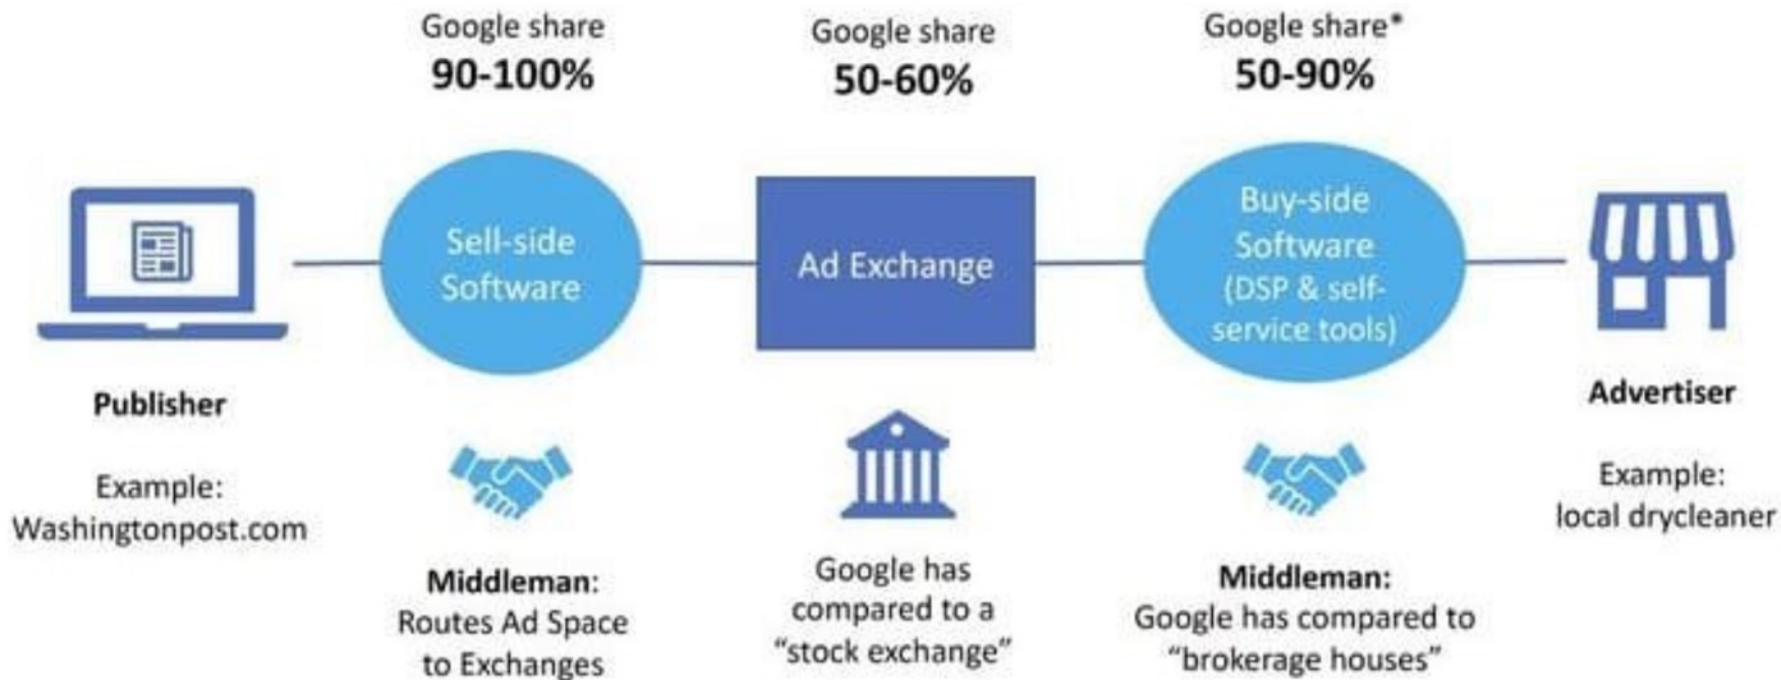 Google share
90-100%
Google share
50-60%
Google share*
50-90%
Sell-side
Software
Ad Exchange
Buy-side
Software
(DSP & self-
service tools)
Publisher
Example:
Washingtonpost.com
Middleman:
Routes Ad Space
to Exchanges
Google has
compared to a
“stock exchange”
Middleman:
Google has compared to
“brokerage houses”
Advertiser
Example:
local drycleaner